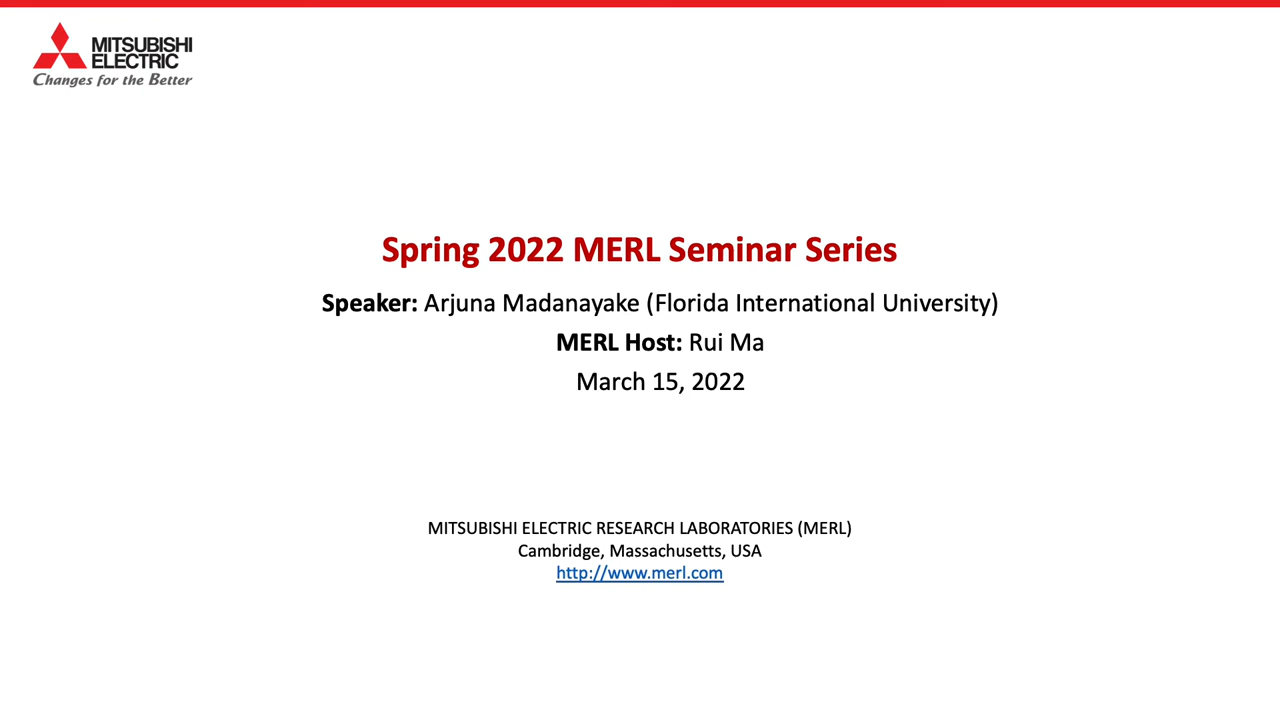 MITSUBISHI
ELECTRIC
Changes for the Better
Spring 2022 MERL Seminar Series
Speaker: Arjuna Madanayake (Florida International University)
MERL Host: Rui Ma
March 15, 2022
MITSUBISHI ELECTRIC RESEARCH LABORATORIES (MERL)
Cambridge, Massachusetts, USA
http://www.merl.com